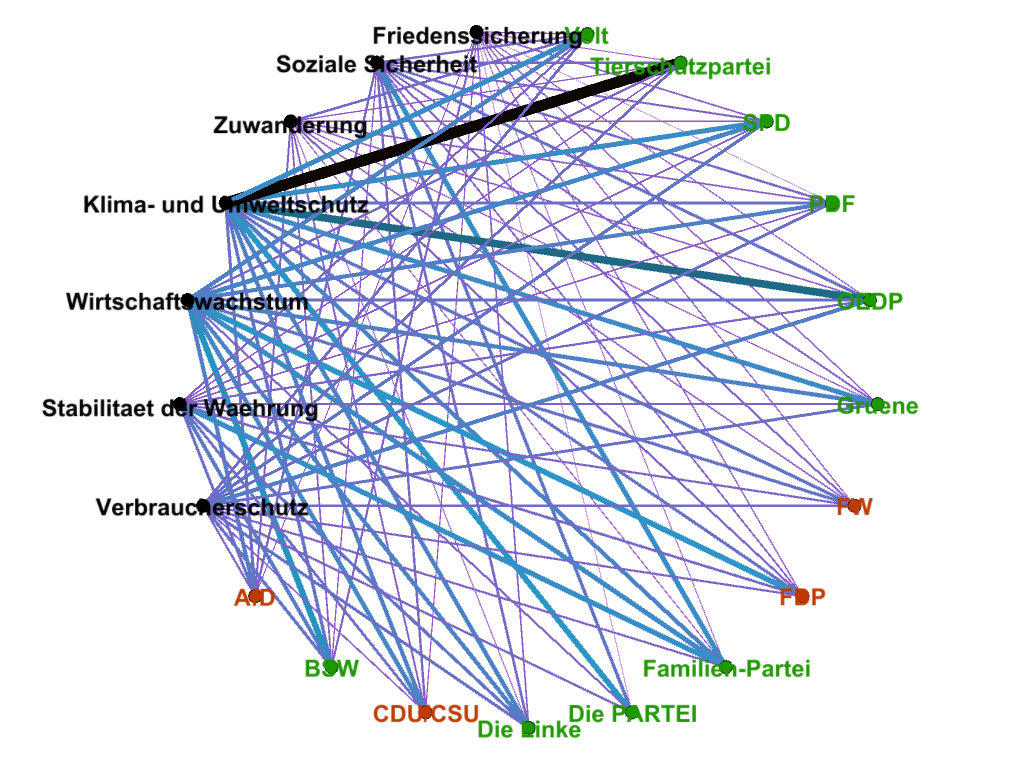 Friedenssicherung
Volt
Soziale Sicherheit
Tierschutzpartei
Zuwanderung
SPD
Klima- und Umweltschutz
PDF
Wirtschaftswachstum
OEDP
Stabilitaet der Waehrung
Gruene
Verbraucherschutz
FW
AfD
FDP
BSW
Familien-Partei
CDU/CSU
Die PARTEI
Die Linke